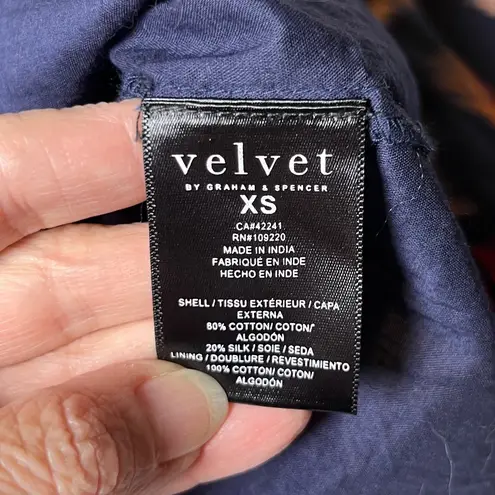 velvet
BY GRAHAM & SPENCER
XS
CA#42241
RN#109220
MADE IN INDIA
FABRIQUÉ EN INDE
HECHO EN INDE
SHELL / TISSU EXTÉRIEUR / CAPA
EXTERNA
80% COTTON/ COTON/
ALGODÓN
20% SILK / SOIE / SEDA
LINING / DOUBLURE / REVESTIMIENTO
100% COTTON/ COTON/
ALGODÓN